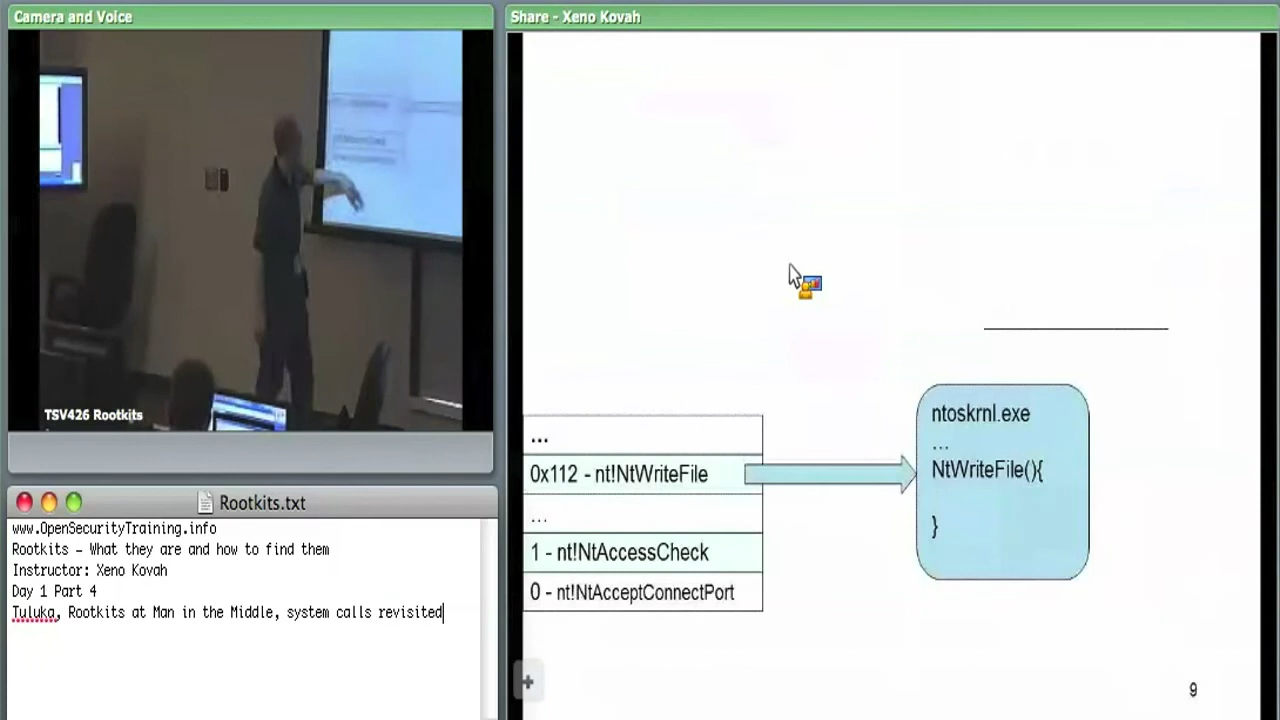 Camera and Voice
TSV426 Rootkits
Rootkits.txt
www.OpenSecurityTraining.info
Rootkits - What they are and how to find them
Instructor: Xeno Kovah
Day 1 Part 4
Tuluka, Rootkits at Man in the Middle, system calls revisited
Share - Xeno Kovah
...
0x112 - nt!NtWriteFile
...
1 - nt!NtAccessCheck
0 - nt!NtAcceptConnectPort
ntoskrnl.exe
...
NtWriteFile(){
}
9